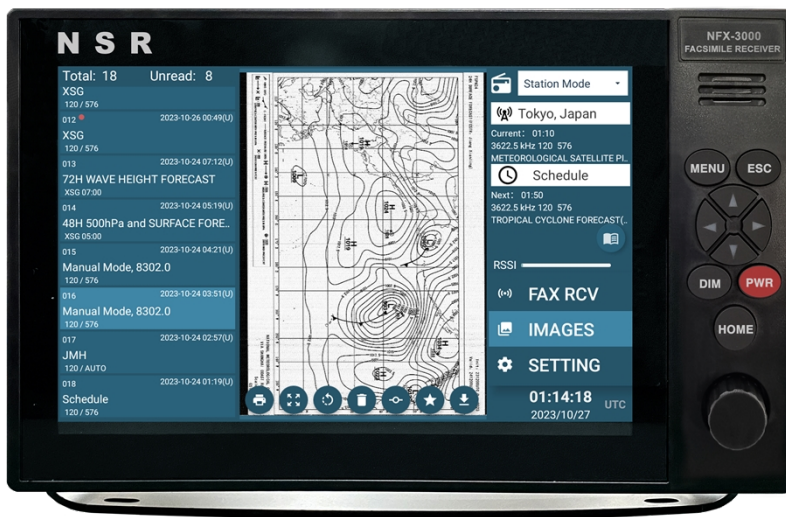 NSR
NFX-3000
FACSIMILE RECEIVER
Total: 18 Unread: 8
XSG
120 / 576
012 2023-10-26 00:49(U)
XSG
120 / 576
013 2023-10-24 07:12(U)
72H WAVE HEIGHT FORECAST
XSG 07:00
014 2023-10-24 05:19(U)
48H 500hPa and SURFACE FORE..
XSG 05:00
015 2023-10-24 04:21(U)
Manual Mode, 8302.0
120 / 576
016 2023-10-24 03:51(U)
Manual Mode, 8302.0
120 / 576
017 2023-10-24 02:57(U)
JMH
120 / AUTO
018 2023-10-24 01:19(U)
Schedule
120 / 576
Station Mode
Tokyo, Japan
Current: 01:10
3622.5 kHz 120 576
METEOROLOGICAL SATELLITE PI..
Schedule
Next: 01:50
3622.5 kHz 120 576
TROPICAL CYCLONE FORECAST(..
RSSI
FAX RCV
IMAGES
SETTING
01:14:18 UTC
2023/10/27
MENU
ESC
DIM
PWR
HOME